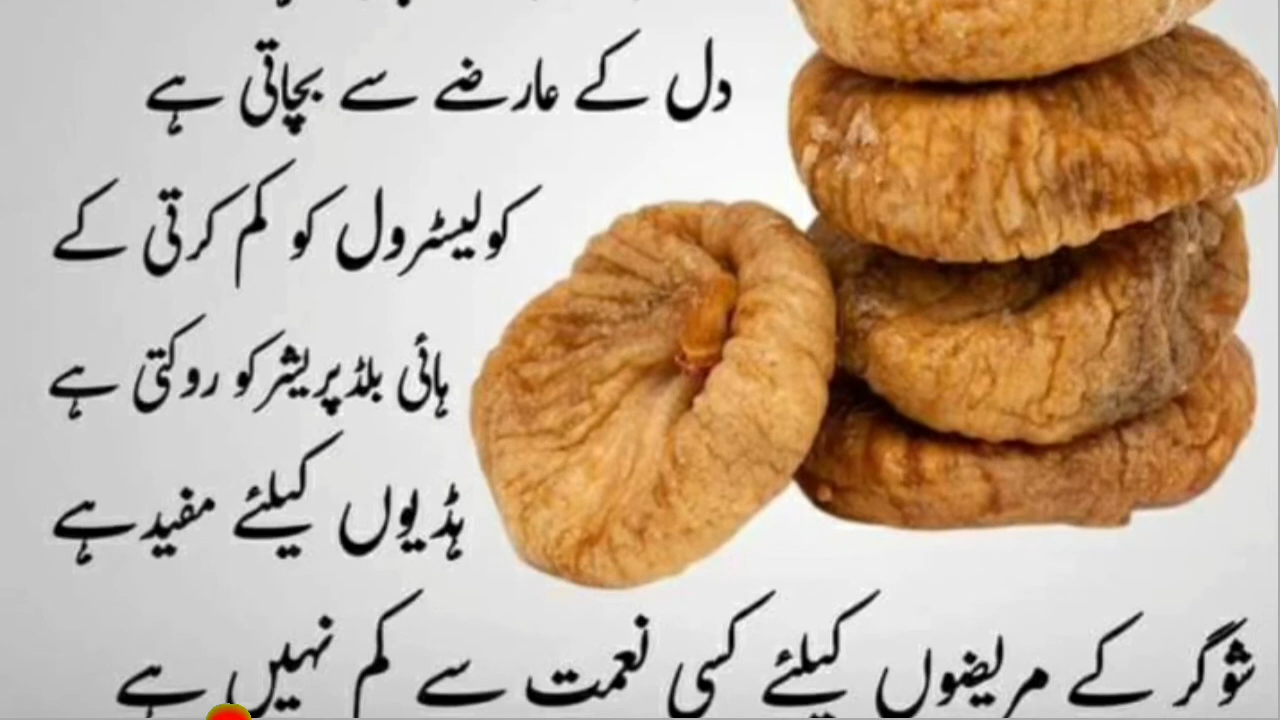 دل کے عارضے سے بچاتی ہے
کولیسٹرول کو کم کرتی کے
ہائی بلڈ پریشر کو روکتی ہے
ہڈیوں کیلئے مفید ہے
شوگر کے مریضوں کیلئے کسی نعمت سے کم نہیں ہے